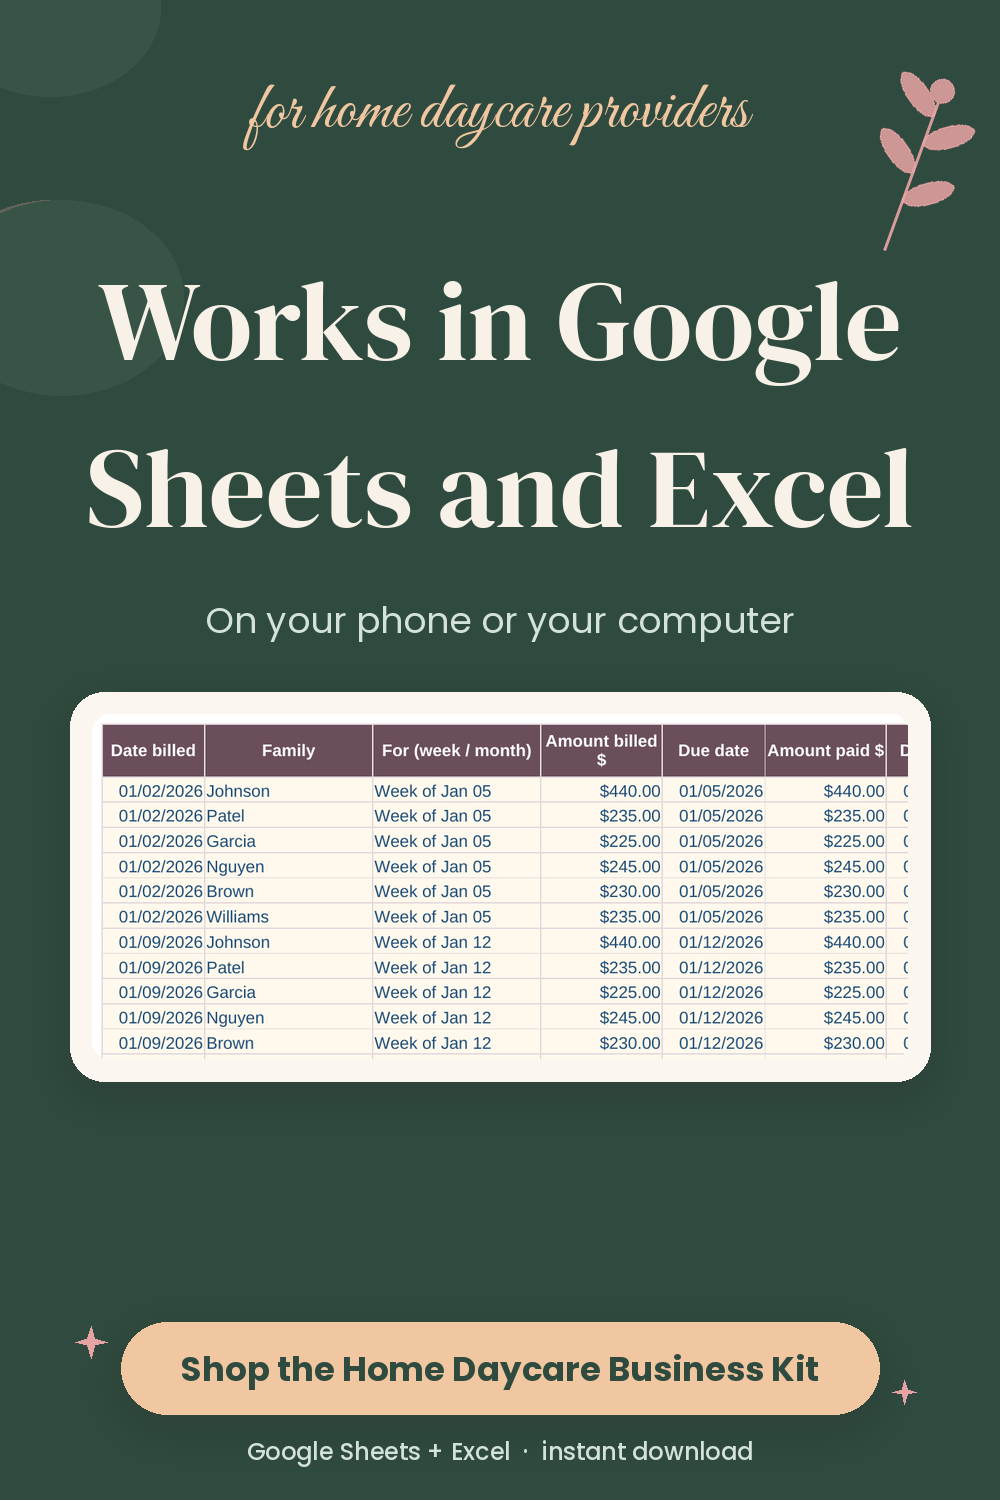 for home daycare providers
Works in Google
Sheets and Excel
On your phone or your computer
Date billed Family For (week / month) Amount billed $ Due date Amount paid $ D
01/02/2026 Johnson Week of Jan 05 $440.00 01/05/2026 $440.00
01/02/2026 Patel Week of Jan 05 $235.00 01/05/2026 $235.00
01/02/2026 Garcia Week of Jan 05 $225.00 01/05/2026 $225.00
01/02/2026 Nguyen Week of Jan 05 $245.00 01/05/2026 $245.00
01/02/2026 Brown Week of Jan 05 $230.00 01/05/2026 $230.00
01/02/2026 Williams Week of Jan 05 $235.00 01/05/2026 $235.00
01/09/2026 Johnson Week of Jan 12 $440.00 01/12/2026 $440.00
01/09/2026 Patel Week of Jan 12 $235.00 01/12/2026 $235.00
01/09/2026 Garcia Week of Jan 12 $225.00 01/12/2026 $225.00
01/09/2026 Nguyen Week of Jan 12 $245.00 01/12/2026 $245.00
01/09/2026 Brown Week of Jan 12 $230.00 01/12/2026 $230.00
Shop the Home Daycare Business Kit
Google Sheets + Excel · instant download